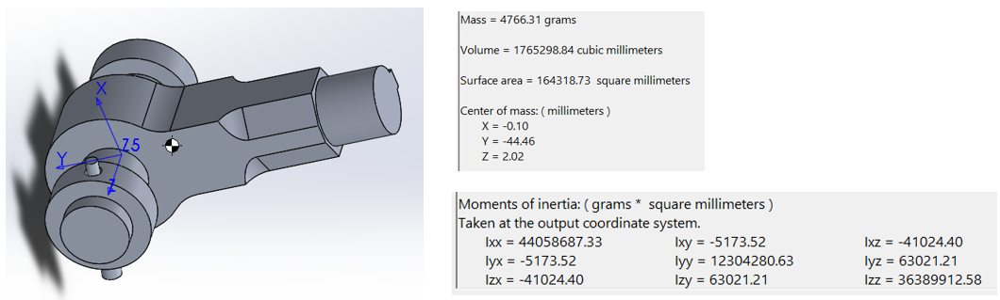 X
Z5
Y
Z
Mass = 4766.31 grams
Volume = 1765298.84 cubic millimeters
Surface area = 164318.73 square millimeters
Center of mass: ( millimeters )
X = -0.10
Y = -44.46
Z = 2.02
Moments of inertia: ( grams * square millimeters )
Taken at the output coordinate system.
Ixx = 44058687.33 Ixy = -5173.52 Ixz = -41024.40
Iyx = -5173.52 Iyy = 12304280.63 Iyz = 63021.21
Izx = -41024.40 Izy = 63021.21 Izz = 36389912.58